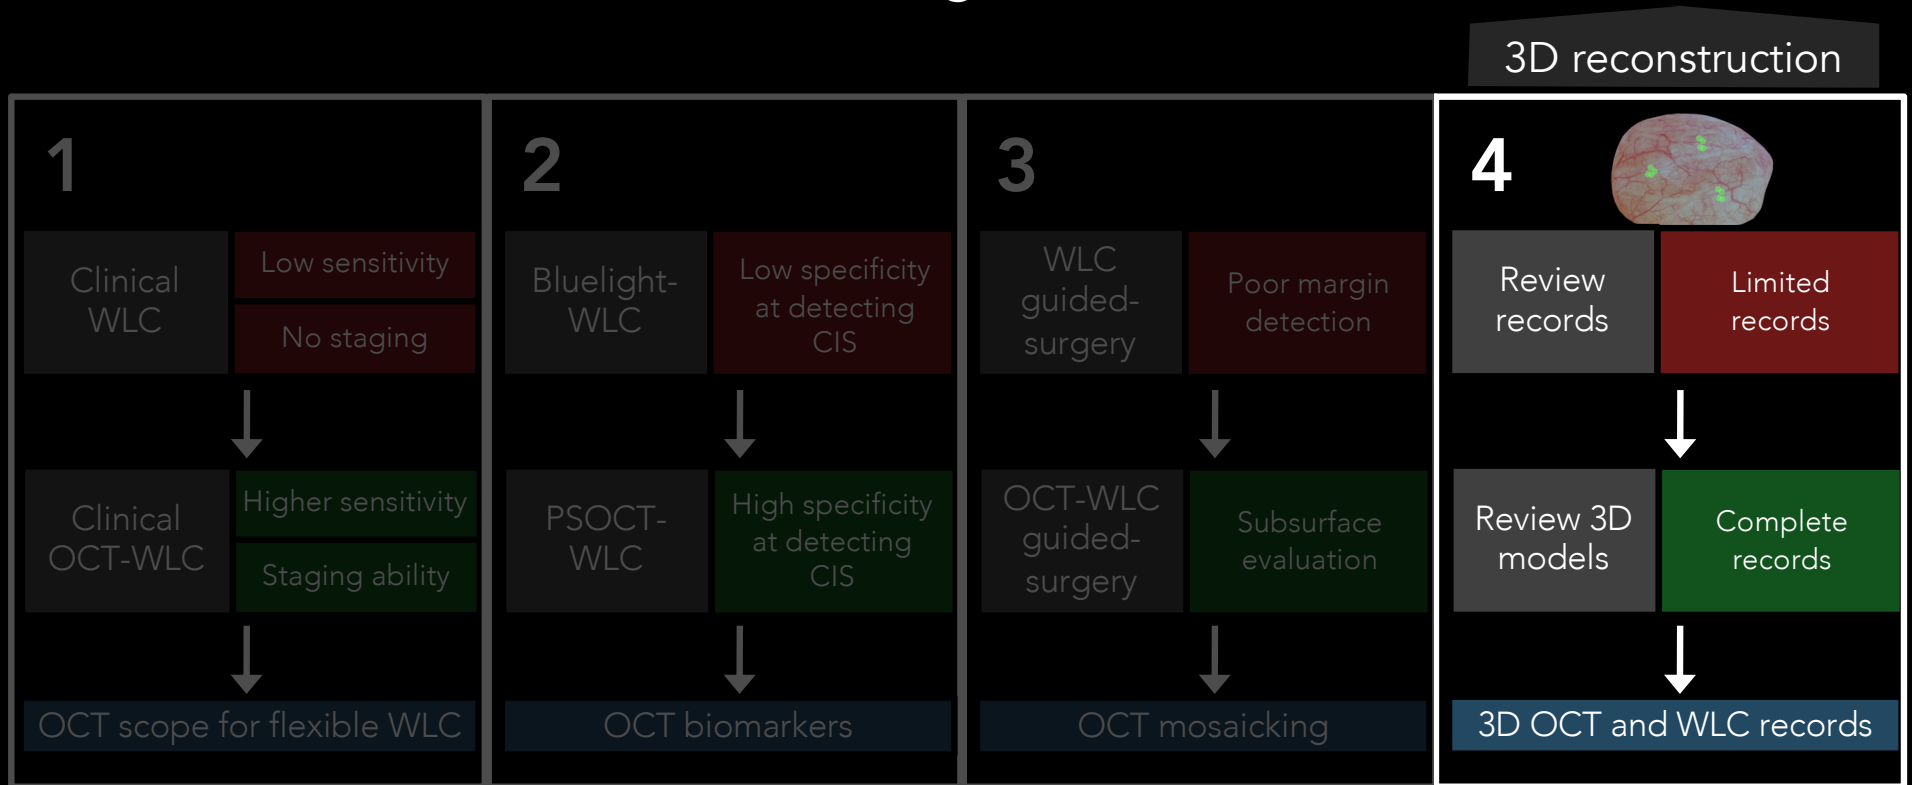 3D reconstruction
1
Clinical
WLC
Low sensitivity
No staging
Clinical
OCT-WLC
Higher sensitivity
Staging ability
OCT scope for flexible WLC
2
Bluelight-
WLC
Low specificity
at detecting
CIS
PSOCT-
WLC
High specificity
at detecting
CIS
OCT biomarkers
3
WLC
guided-
surgery
Poor margin
detection
OCT-WLC
guided-
surgery
Subsurface
evaluation
OCT mosaicking
4
Review
records
Limited
records
Review 3D
models
Complete
records
3D OCT and WLC records